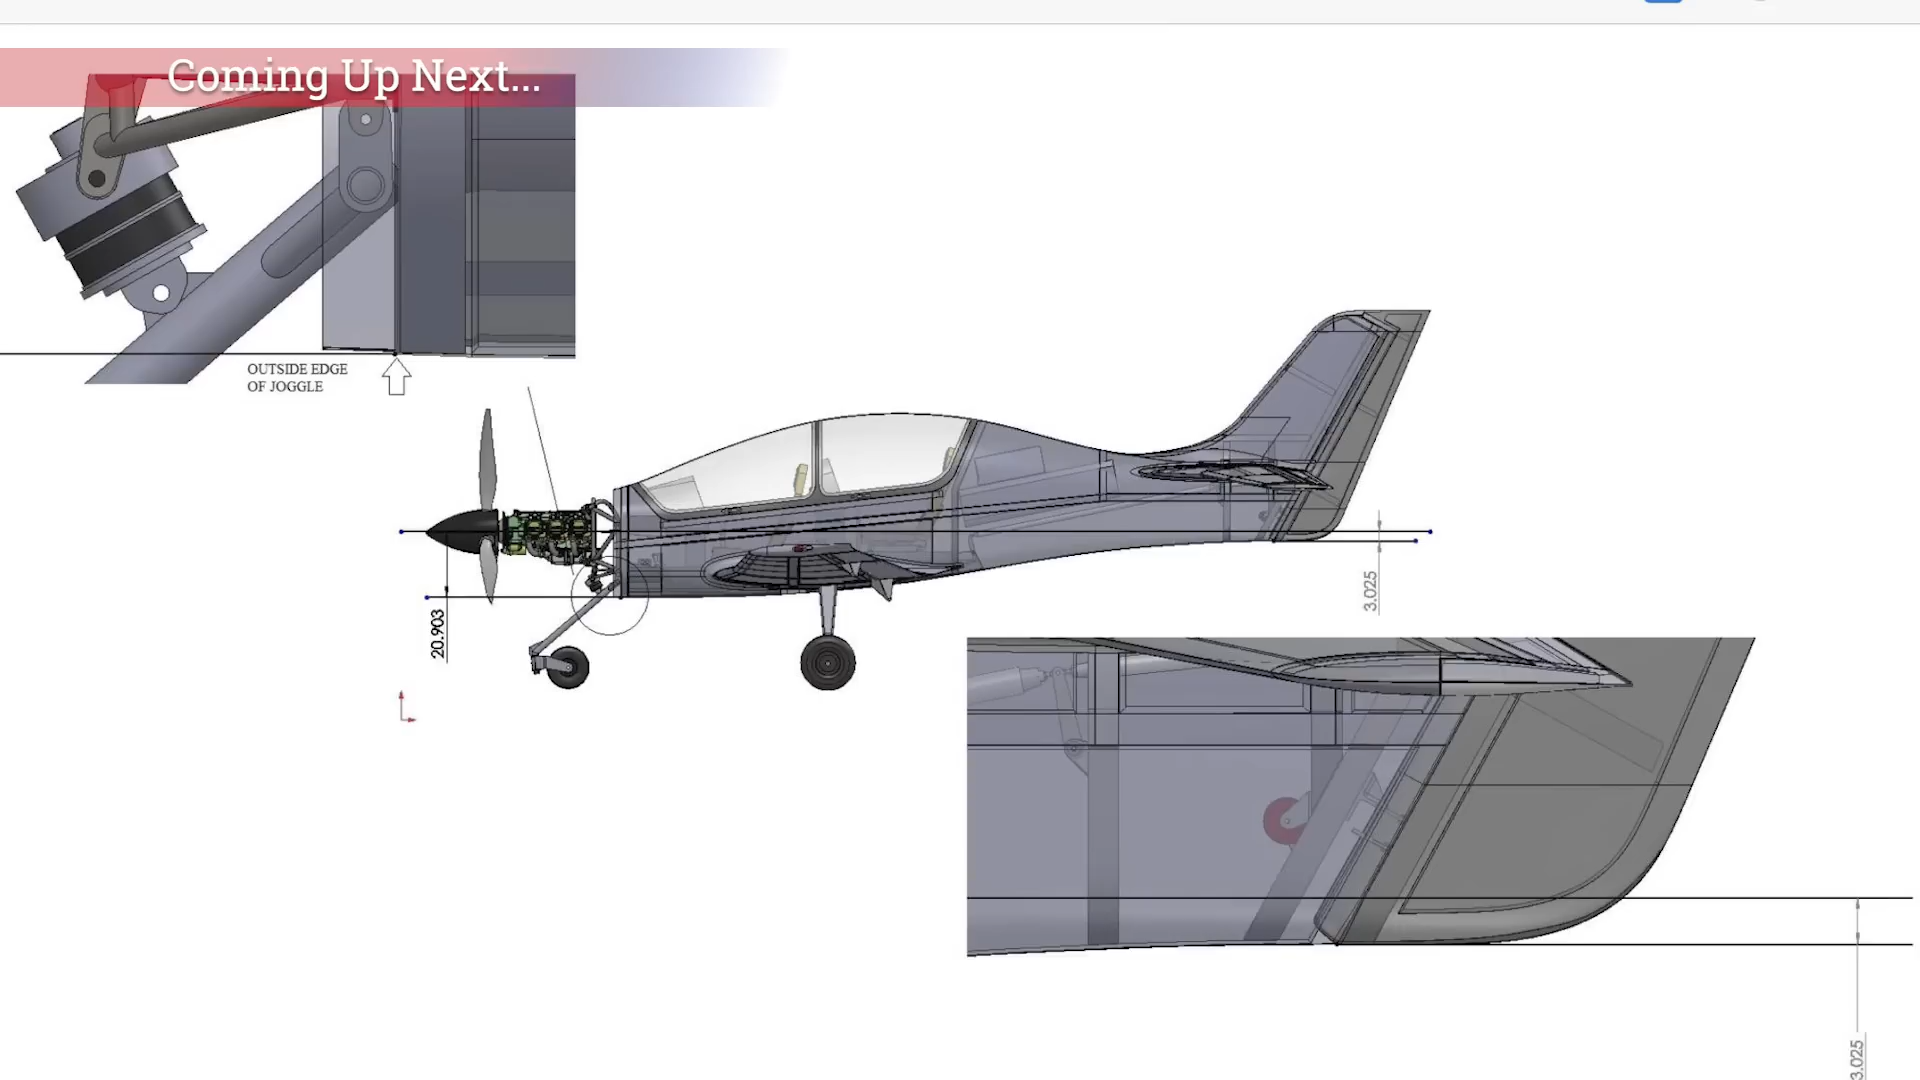 Coming Up Next...
OUTSIDE EDGE
OF JOGGLE
20.903
3.025
3.025